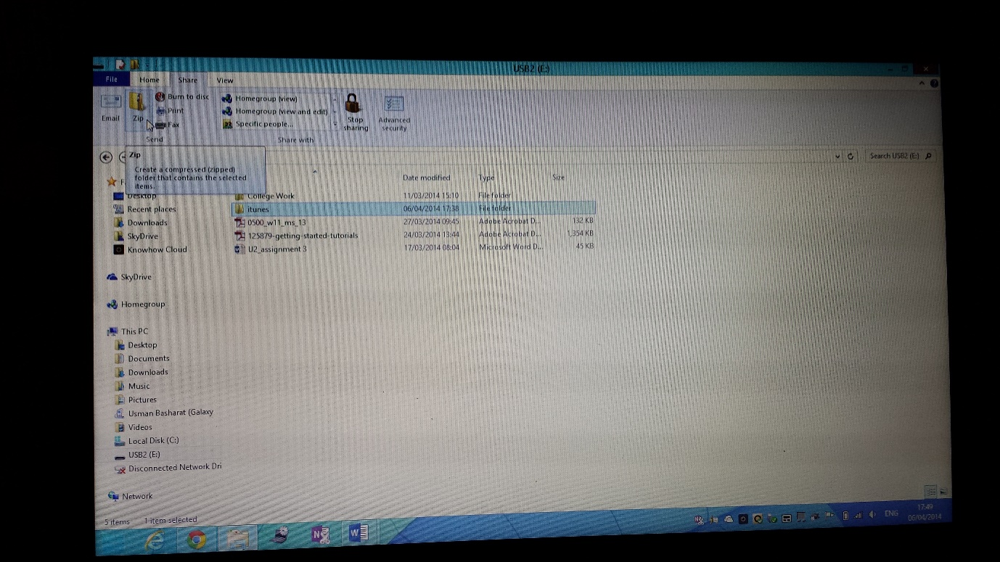 USB2 (E:)
File Home Share View
Email
Zip
Burn to disc
Print
Fax
Send
Homegroup (view)
Homegroup (view and edit)
Specific people...
Share with
Stop sharing
Advanced security
Zip
Create a compressed (zipped)
folder that contains the selected
items.
Search USB2 (E:)
Date modified Type Size
Desktop
Recent places
Downloads
SkyDrive
Knowhow Cloud
SkyDrive
Homegroup
This PC
Desktop
Documents
Downloads
Music
Pictures
Usman Basharat (Galaxy
Videos
Local Disk (C:)
USB2 (E:)
Disconnected Network Dri
Network
College Work 11/03/2014 15:10 File folder
itunes 06/04/2014 17:38 File folder
0500_w11_ms_13 27/03/2014 09:45 Adobe Acrobat D... 132 KB
125879-getting-started-tutorials 24/03/2014 13:44 Adobe Acrobat D... 1,354 KB
U2_assignment 3 17/03/2014 08:04 Microsoft Word D... 45 KB
5 items 1 item selected
ENG
17:49
06/04/2014